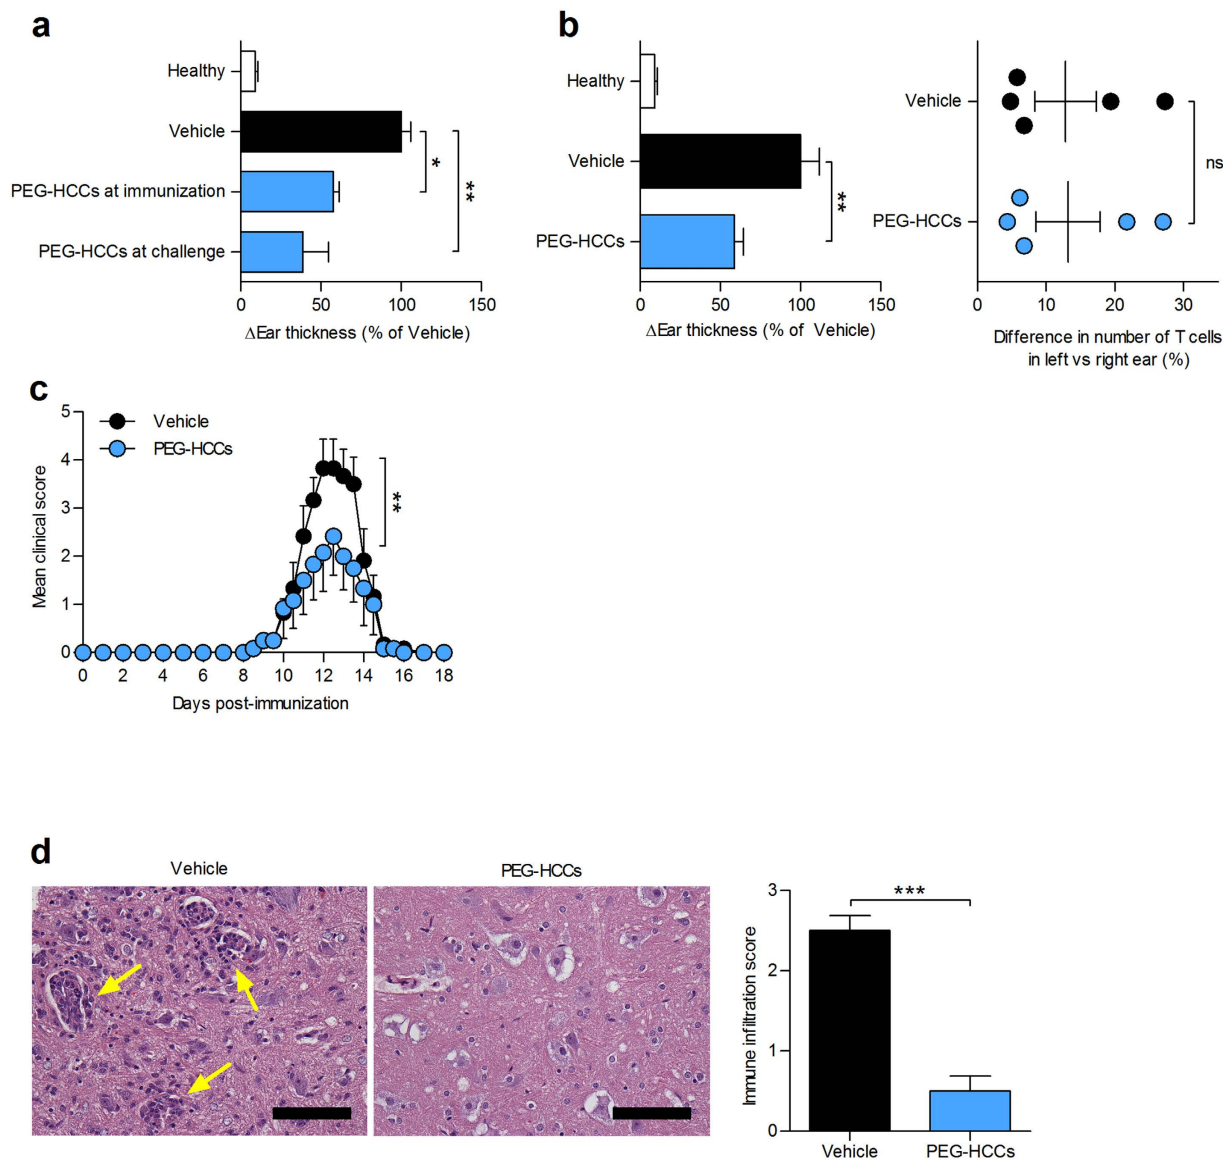 a
Healthy
Vehicle
PEG-HCCs at immunization
PEG-HCCs at challenge
*
**
0 50 100 150
∆Ear thickness (% of Vehicle)
b
Healthy
Vehicle
PEG-HCCs
**
0 50 100 150
∆Ear thickness (% of Vehicle)
Vehicle
PEG-HCCs
ns
0 10 20 30
Difference in number of T cells
in left vs right ear (%)
c
5
4
3
2
1
0
Mean clinical score
Vehicle
PEG-HCCs
**
0 2 4 6 8 10 12 14 16 18
Days post-immunization
d
Vehicle
PEG-HCCs
3
2
1
0
Immune infiltration score
***
Vehicle PEG-HCCs